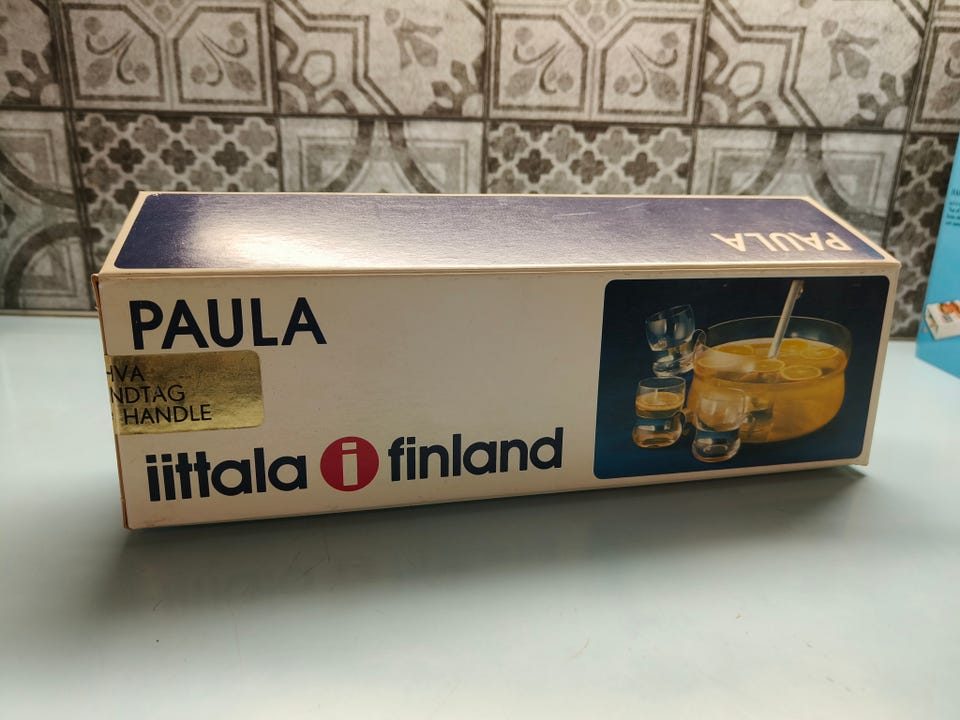 PAULA
PAULA
HVA
NDTAG
HANDLE
iittala i finland